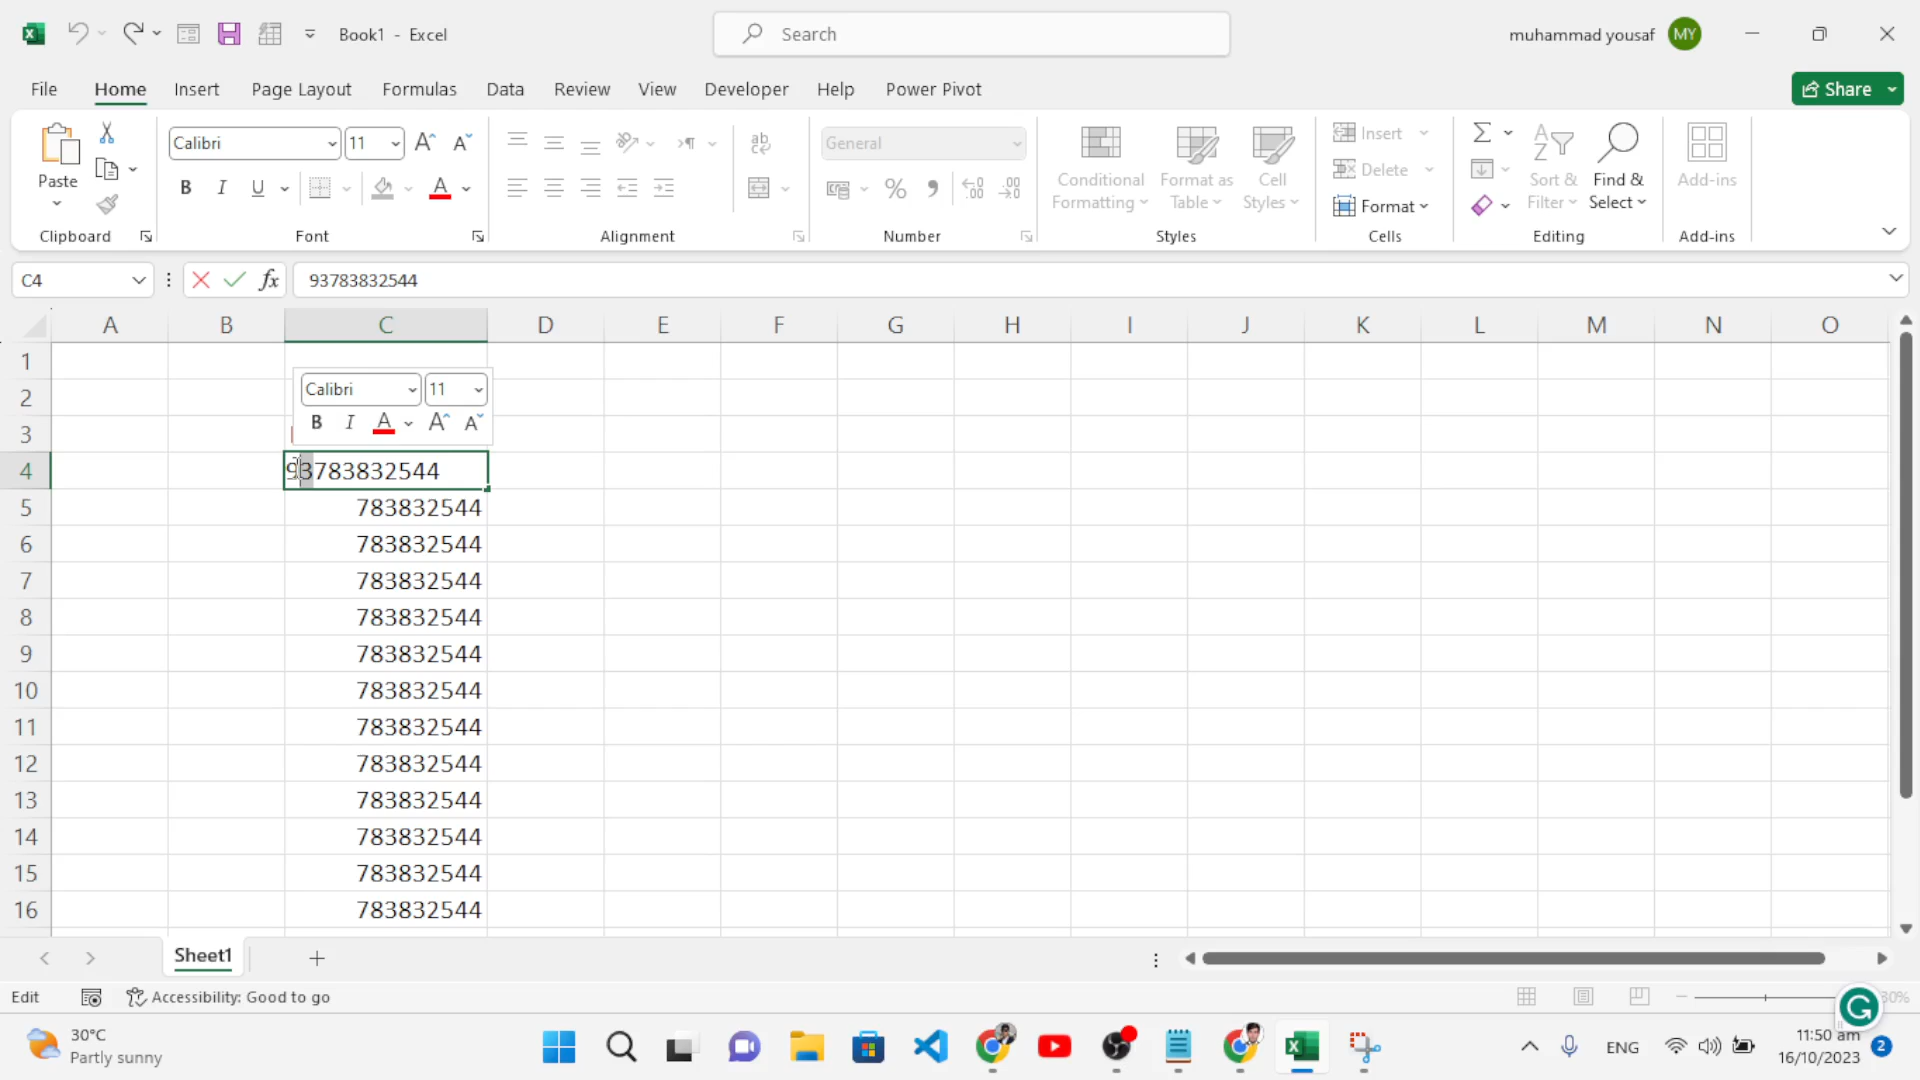 Book1 - Excel
Search
muhammad yousaf
MY
File
Home
Insert
Page Layout
Formulas
Data
Review
View
Developer
Help
Power Pivot
Share
Paste
Calibri
11
General
Conditional
Formatting
Format as
Table
Cell
Styles
Insert
Delete
Format
Sort &
Filter
Find &
Select
Add-ins
Clipboard
Font
Alignment
Number
Styles
Cells
Editing
Add-ins
C4
fx
93783832544
A B C D E F G H I J K L M N O
1
Calibri
11
2
3
4 93783832544
5 783832544
6 783832544
7 783832544
8 783832544
9 783832544
10 783832544
11 783832544
12 783832544
13 783832544
14 783832544
15 783832544
16 783832544
Sheet1
Edit
Accessibility: Good to go
30°C
Partly sunny
ENG
11:50 am
16/10/2023
2